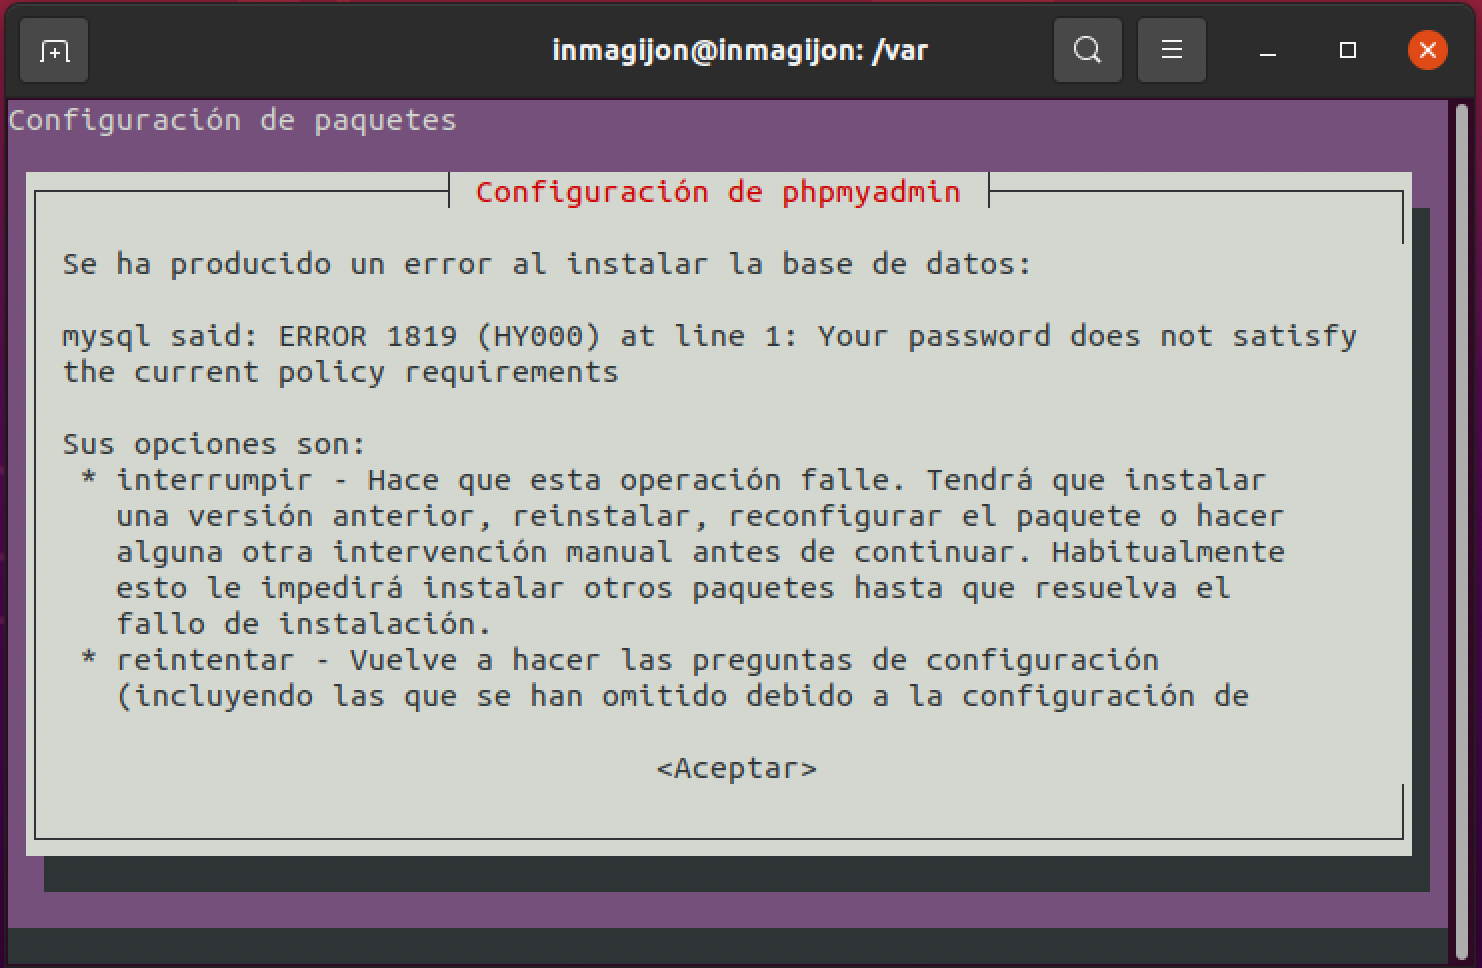 inmagijon@inmagijon: /var
Configuración de paquetes
Configuración de phpmyadmin
Se ha producido un error al instalar la base de datos:
mysql said: ERROR 1819 (HY000) at line 1: Your password does not satisfy
the current policy requirements
Sus opciones son:
* interrumpir - Hace que esta operación falle. Tendrá que instalar
una versión anterior, reinstalar, reconfigurar el paquete o hacer
alguna otra intervención manual antes de continuar. Habitualmente
esto le impedirá instalar otros paquetes hasta que resuelva el
fallo de instalación.
* reintentar - Vuelve a hacer las preguntas de configuración
(incluyendo las que se han omitido debido a la configuración de
<Aceptar>